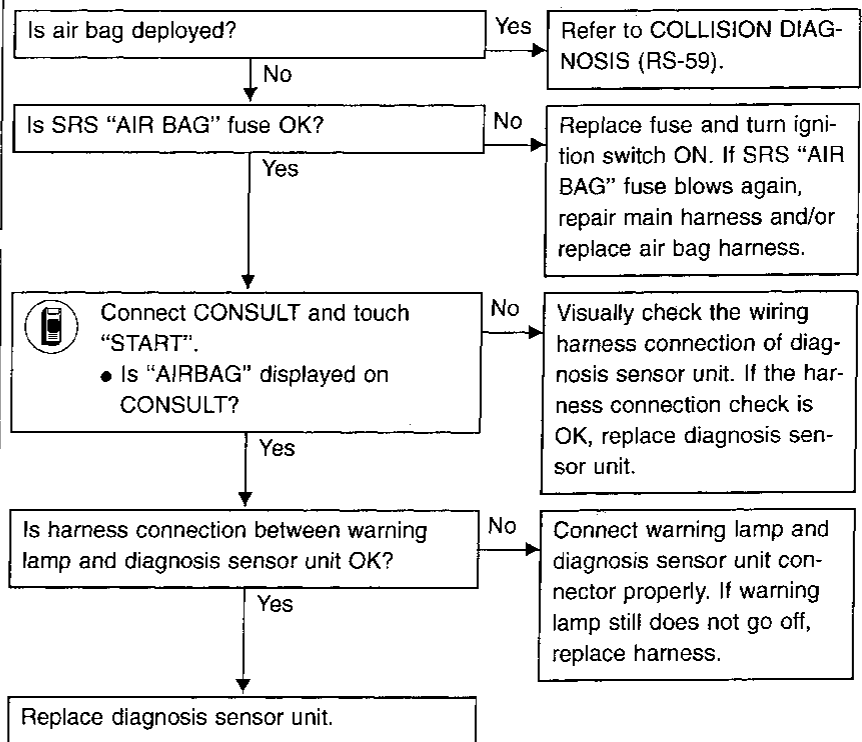 Is air bag deployed?
Yes
Refer to COLLISION DIAG-
NOSIS (RS-59).
No
Is SRS “AIR BAG” fuse OK?
No
Replace fuse and turn igni-
tion switch ON. If SRS “AIR
BAG” fuse blows again,
repair main harness and/or
replace air bag harness.
Yes
Connect CONSULT and touch
“START”.
● Is “AIRBAG” displayed on
CONSULT?
No
Visually check the wiring
harness connection of diag-
nosis sensor unit. If the har-
ness connection check is
OK, replace diagnosis sen-
sor unit.
Yes
Is harness connection between warning
lamp and diagnosis sensor unit OK?
No
Connect warning lamp and
diagnosis sensor unit con-
nector properly. If warning
lamp still does not go off,
replace harness.
Yes
Replace diagnosis sensor unit.